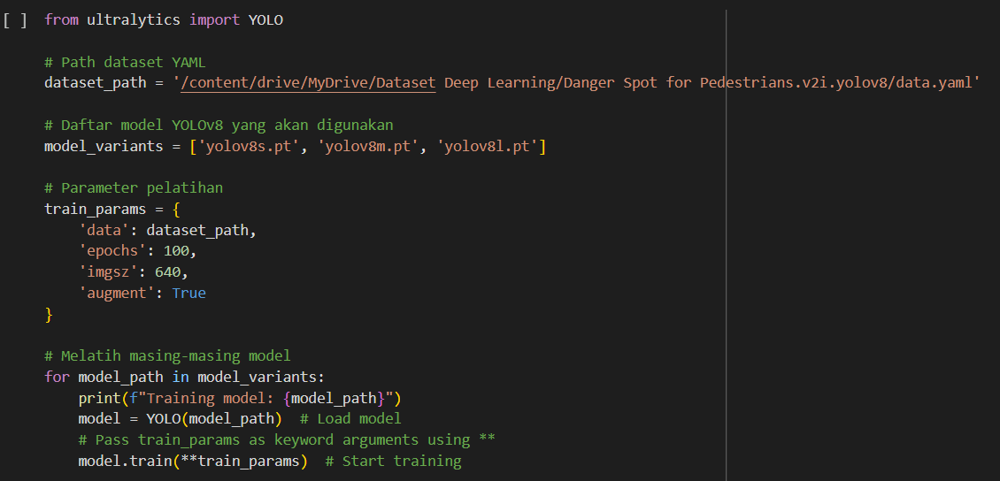 [ ] from ultralytics import YOLO
# Path dataset YAML
dataset_path = '/content/drive/MyDrive/Dataset Deep Learning/Danger Spot for Pedestrians.v2i.yolov8/data.yaml'
# Daftar model YOLOv8 yang akan digunakan
model_variants = ['yolov8s.pt', 'yolov8m.pt', 'yolov8l.pt']
# Parameter pelatihan
train_params = {
    'data': dataset_path,
    'epochs': 100,
    'imgsz': 640,
    'augment': True
}
# Melatih masing-masing model
for model_path in model_variants:
    print(f"Training model: {model_path}")
    model = YOLO(model_path)  # Load model
    # Pass train_params as keyword arguments using **
    model.train(**train_params)  # Start training